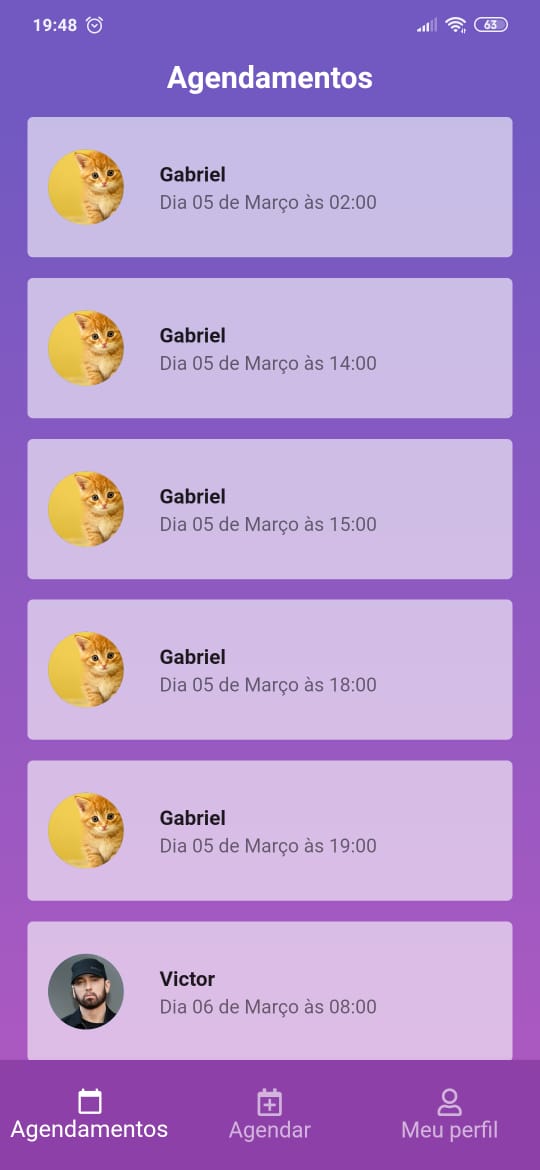 19:48
63
Agendamentos
Gabriel
Dia 05 de Março às 02:00
Gabriel
Dia 05 de Março às 14:00
Gabriel
Dia 05 de Março às 15:00
Gabriel
Dia 05 de Março às 18:00
Gabriel
Dia 05 de Março às 19:00
Victor
Dia 06 de Março às 08:00
Agendamentos
Agendar
Meu perfil